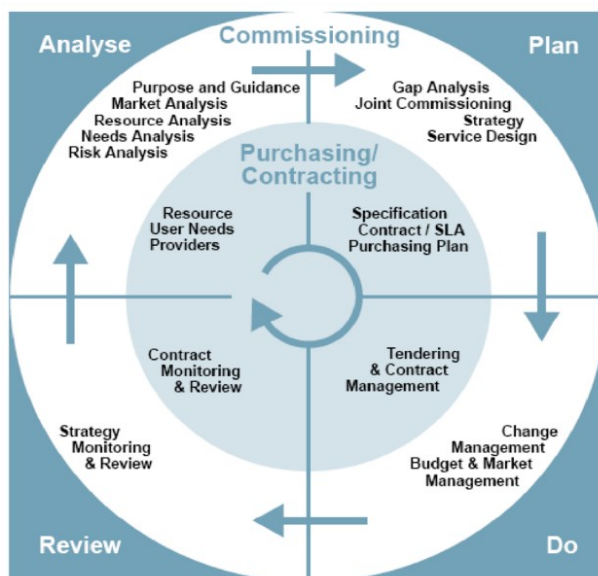 Analyse
Commissioning
Plan
Purpose and Guidance
Market Analysis
Resource Analysis
Needs Analysis
Risk Analysis
Gap Analysis
Joint Commissioning
Strategy
Service Design
Purchasing/
Contracting
Resource
User Needs
Providers
Specification
Contract / SLA
Purchasing Plan
Contract
Monitoring
& Review
Tendering
& Contract
Management
Strategy
Monitoring
& Review
Change
Management
Budget & Market
Management
Review
Do